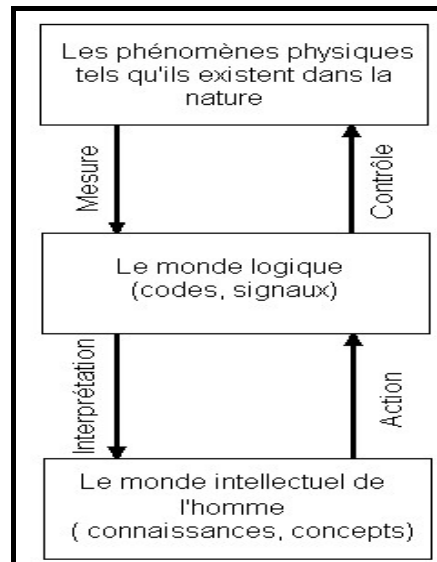 Les phénomènes physiques
tels qu'ils existent dans la
nature
Mesure
Contrôle
Le monde logique
(codes, signaux)
Interprétation
Action
Le monde intellectuel de
l'homme
( connaissances, concepts)